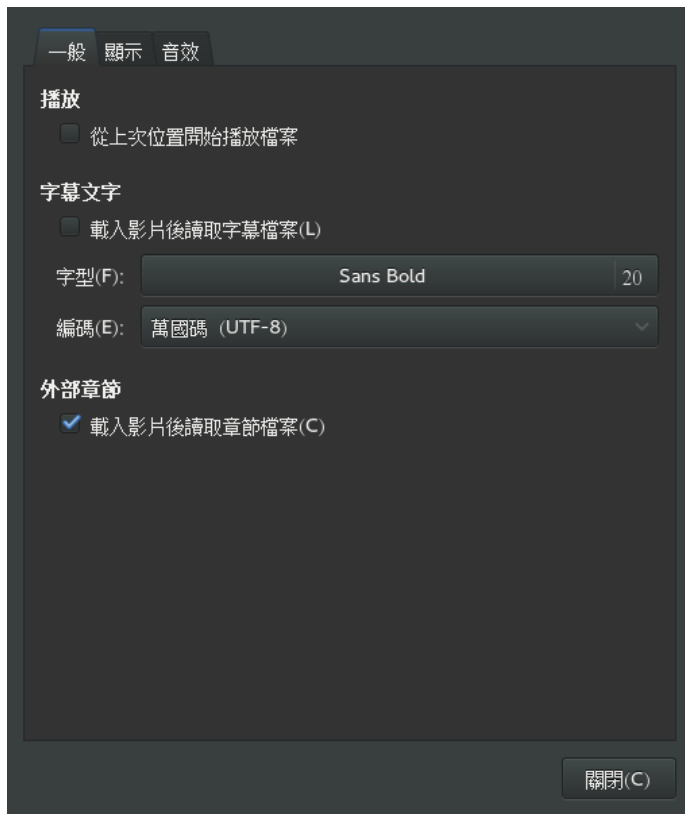 一般 顯示 音效
播放
從上次位置開始播放檔案
字幕文字
載入影片後讀取字幕檔案(L)
字型(F): Sans Bold 20
編碼(E): 萬國碼 (UTF-8)
外部章節
載入影片後讀取章節檔案(C)
關閉(C)